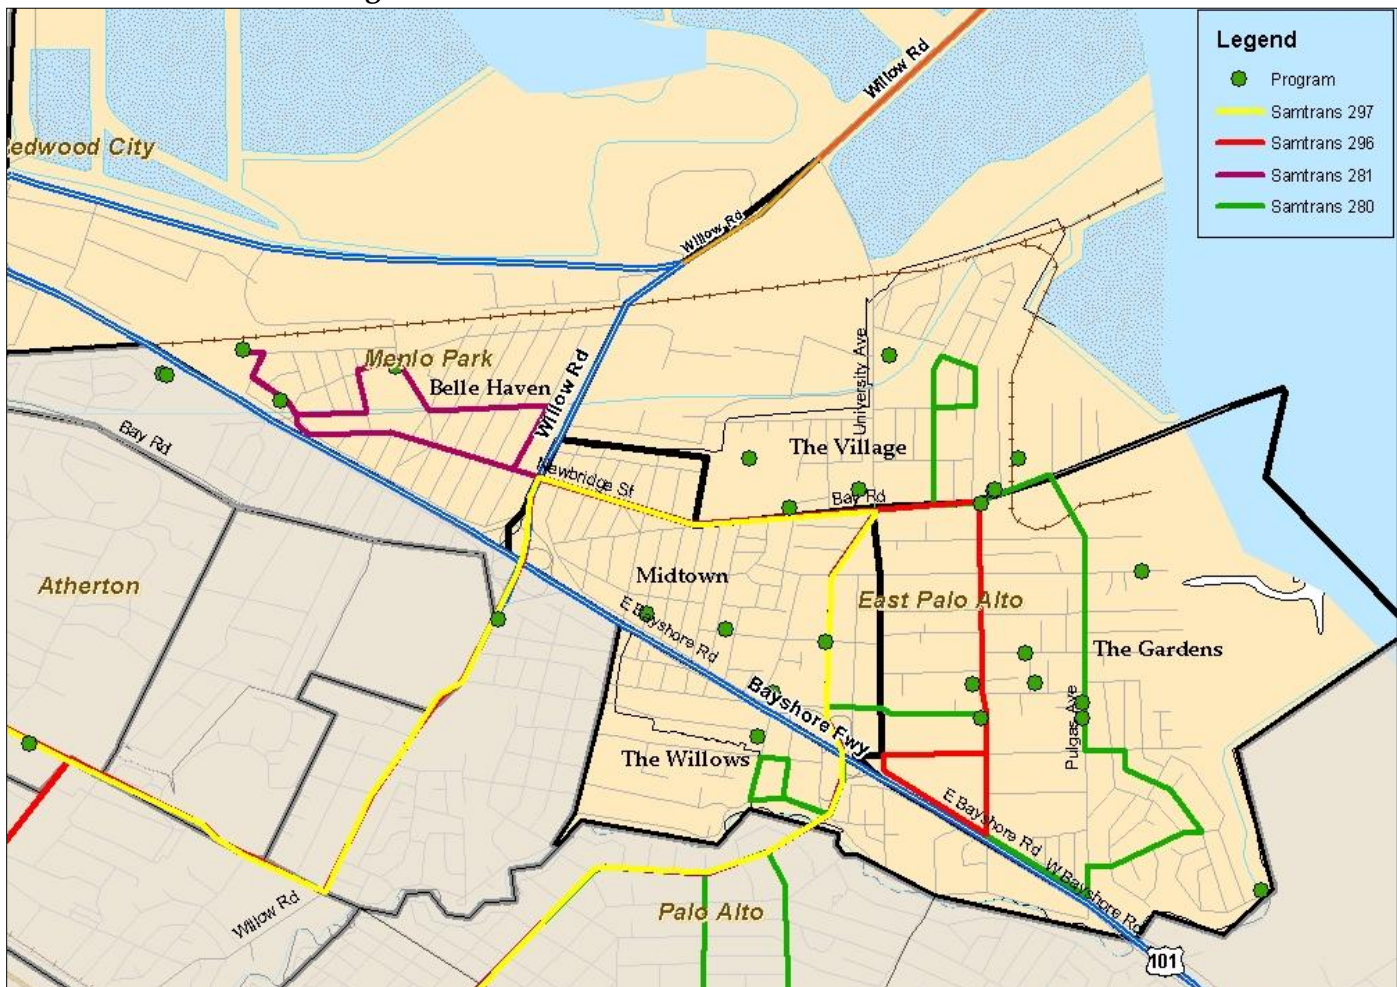 Willow Rd
Legend
Program
Samtrans 297
Samtrans 296
Samtrans 281
Samtrans 280
edwood City
Willow Rd
Menlo Park
Belle Haven
Willow Rd
University Ave
Bay Rd
The Village
Newbridge St
Bay Rd
Atherton
Midtown
East Palo Alto
E Bayshore Rd
The Gardens
Bayshore Fwy
Pulgas Ave
The Willows
E Bayshore Rd
W Bayshore Rd
Willow Rd
Palo Alto
101